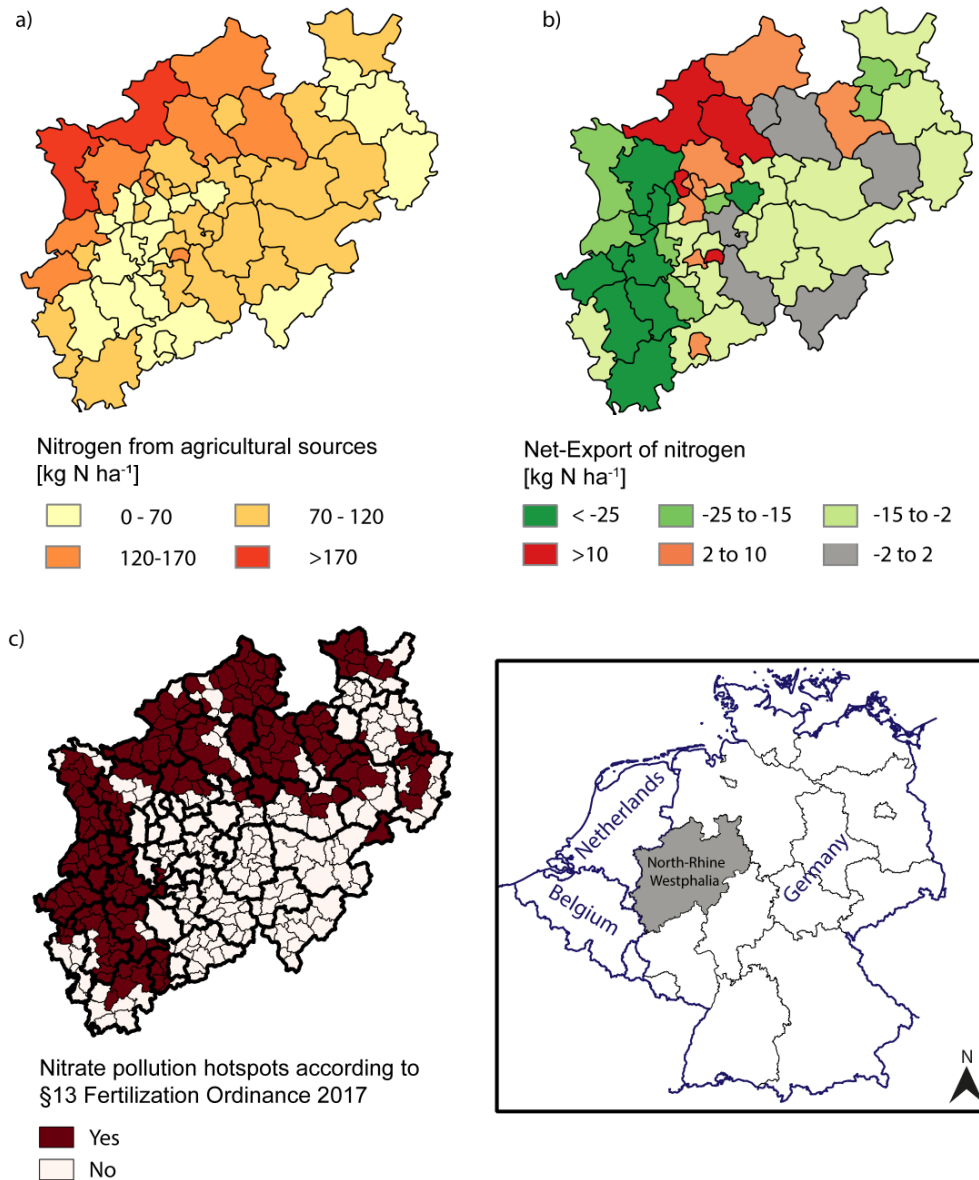 a)
b)
Nitrogen from agricultural sources
[kg N ha⁻¹]
0 - 70
70 - 120
120-170
>170
Net-Export of nitrogen
[kg N ha⁻¹]
< -25
-25 to -15
-15 to -2
>10
2 to 10
-2 to 2
c)
Nitrate pollution hotspots according to
§13 Fertilization Ordinance 2017
Yes
No
Netherlands
Belgium
North-Rhine
Westphalia
Germany
N